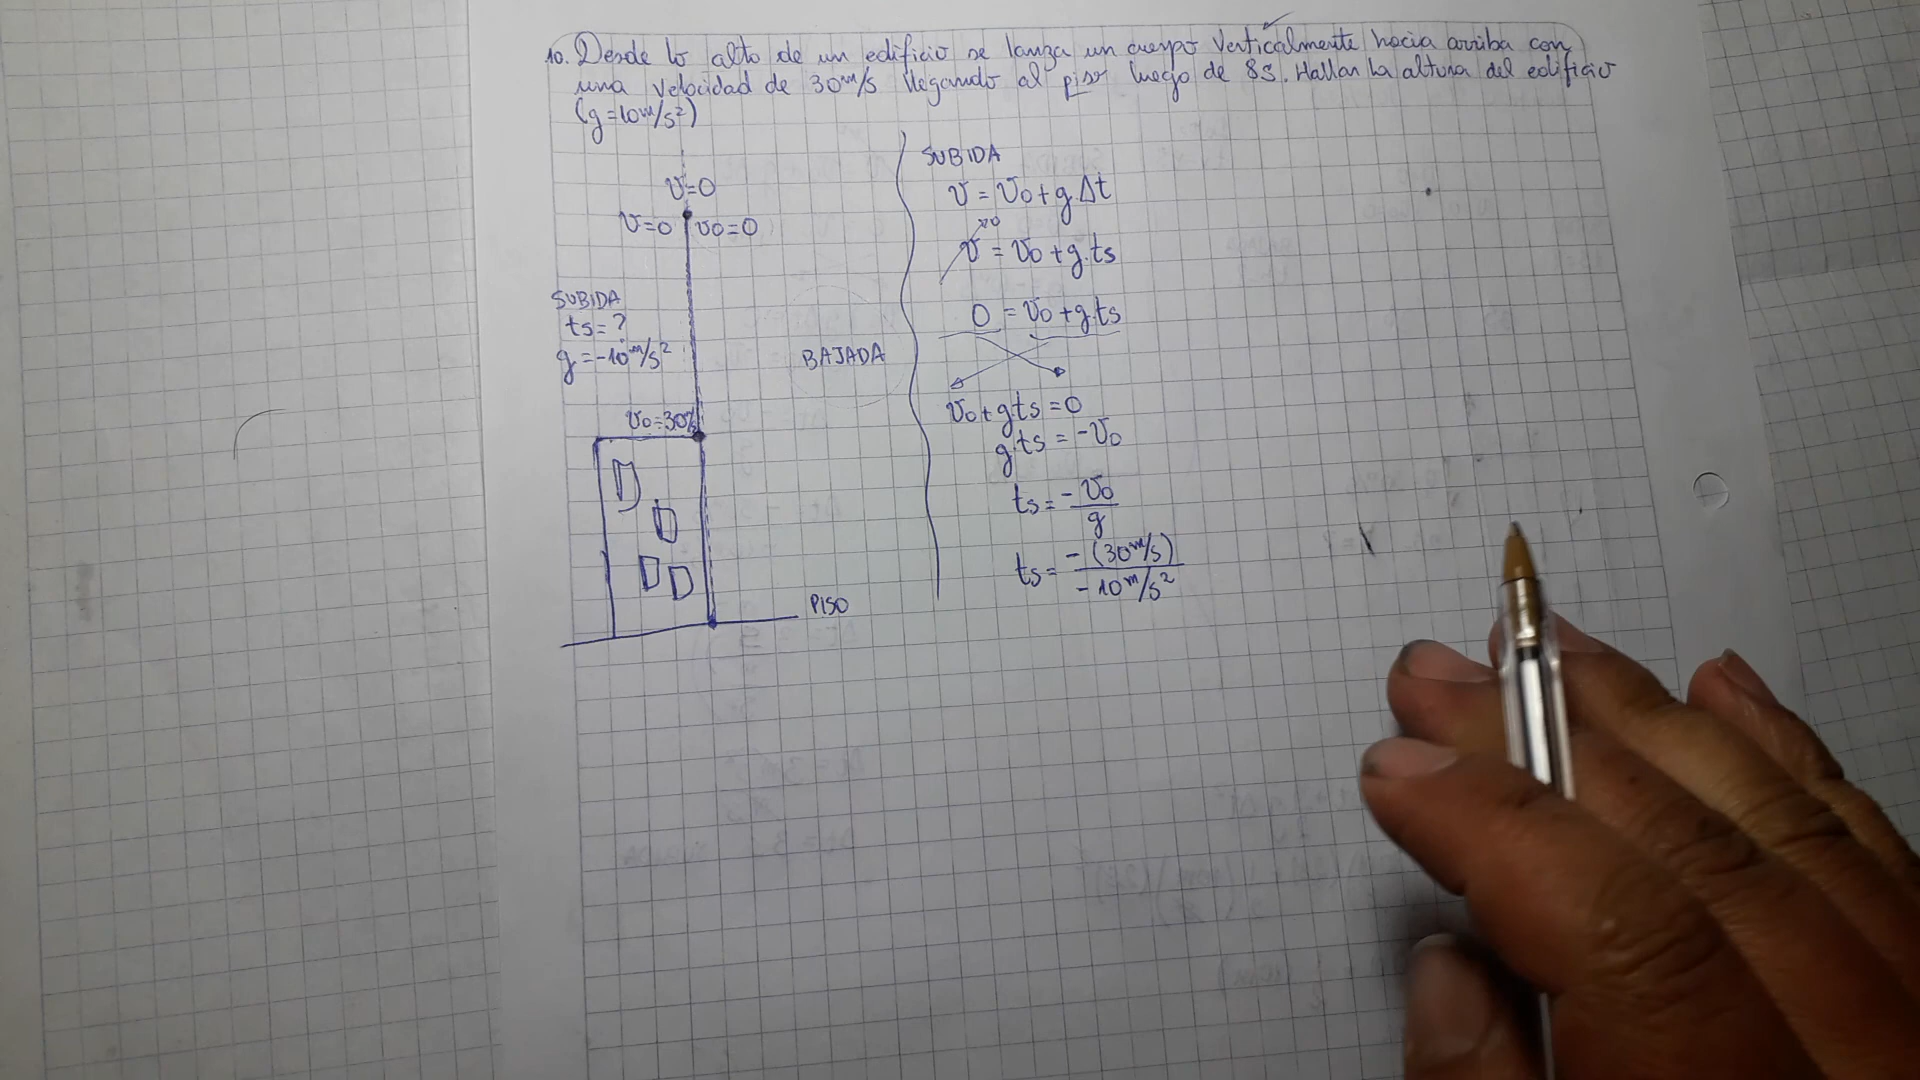 10. Desde lo alto de un edificio se lanza un cuerpo verticalmente hacia arriba con
una velocidad de 30m/s llegando al piso luego de 8s. Hallar la altura del edificio
(g=10m/s²)
V=0
V=0 V0=0
SUBIDA
ts=?
g=-10m/s²
BAJADA
V0=30m/s
PISO
SUBIDA
V = V0+g.Δt
V = V0+g.ts
0 = V0+g.ts
V0+g.ts=0
g.ts = -V0
ts = -V0/g
ts = -(30m/s)/-10m/s²